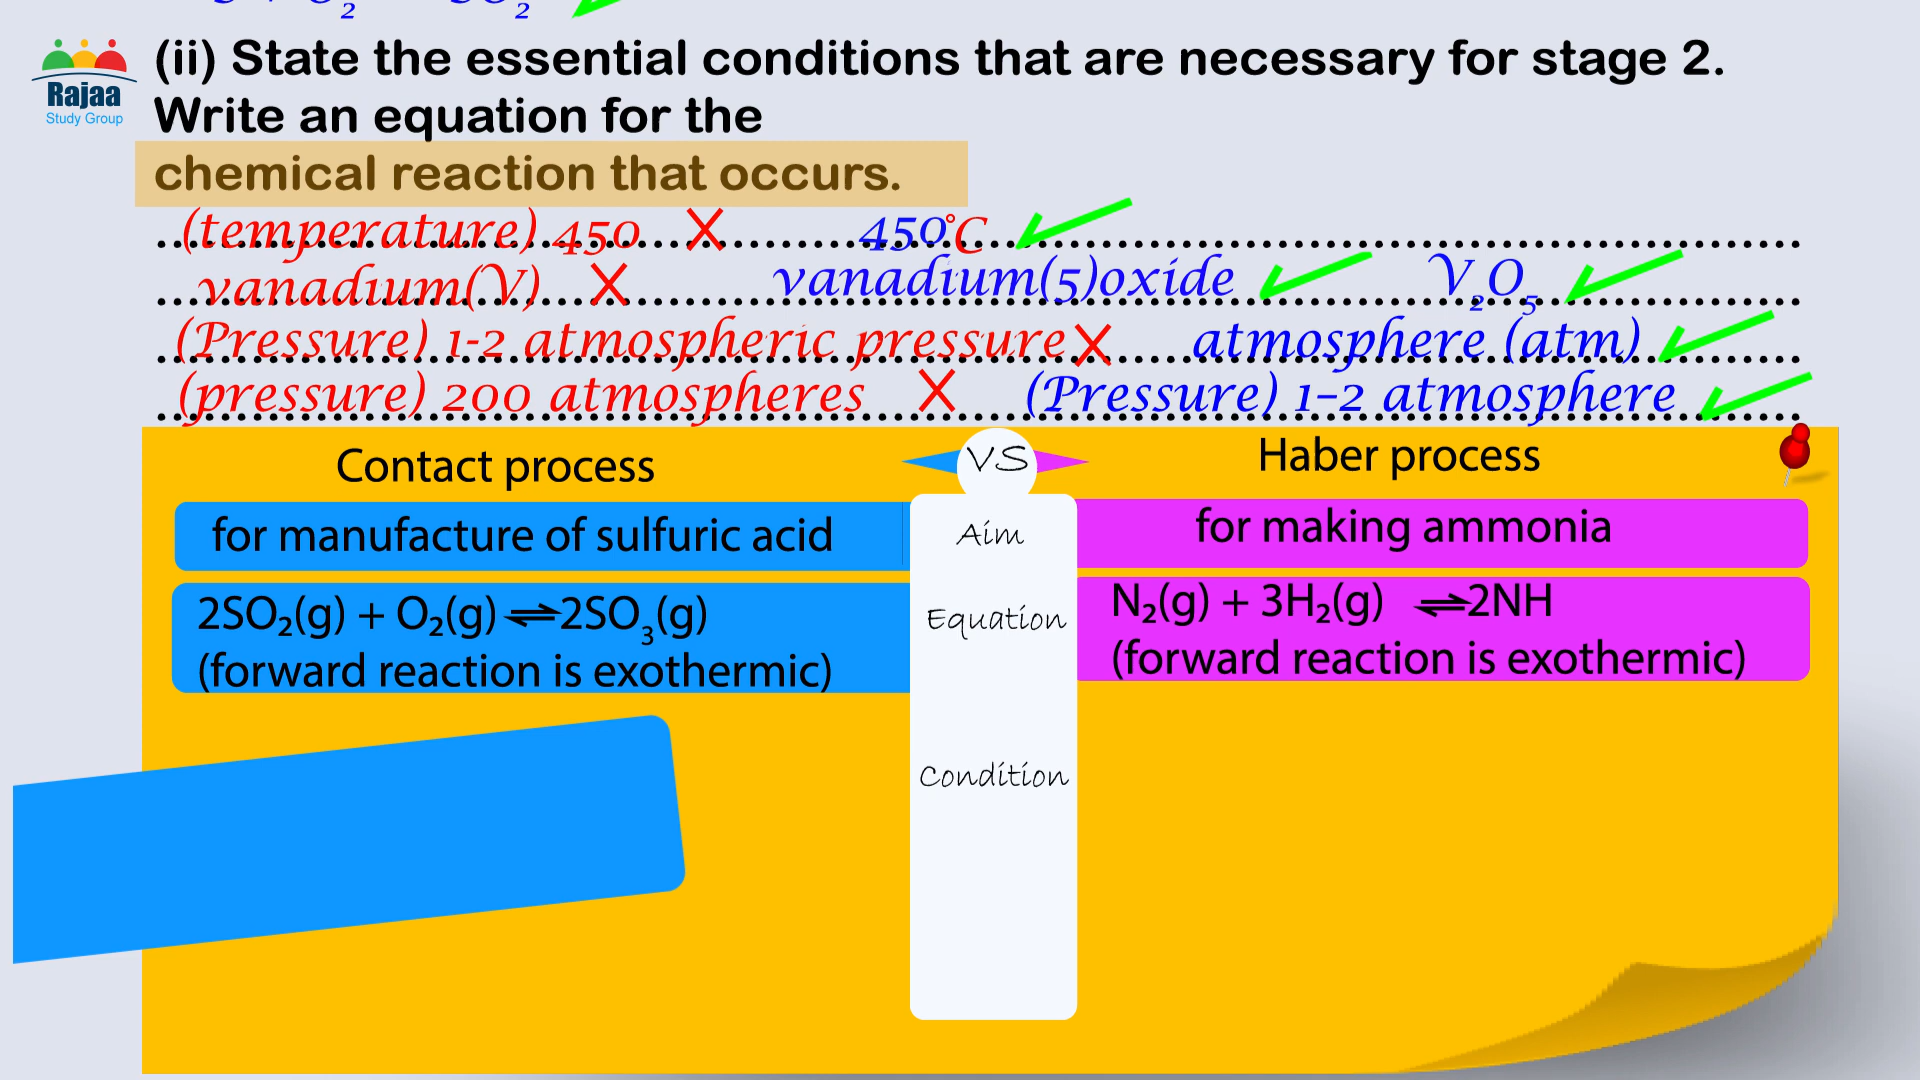 (ii) State the essential conditions that are necessary for stage 2.
Rajaa
Study Group
Write an equation for the
chemical reaction that occurs.
(temperature) 450 X 450°C
vanadium(V) X vanadium(5)oxide V₂O₅
(Pressure) 1-2 atmospheric pressure X atmosphere (atm)
(pressure) 200 atmospheres X (Pressure) 1–2 atmosphere
Contact process VS Haber process
for manufacture of sulfuric acid Aim for making ammonia
2SO₂(g) + O₂(g) ⇌ 2SO₃(g) Equation N₂(g) + 3H₂(g) ⇌ 2NH
(forward reaction is exothermic) (forward reaction is exothermic)
Condition